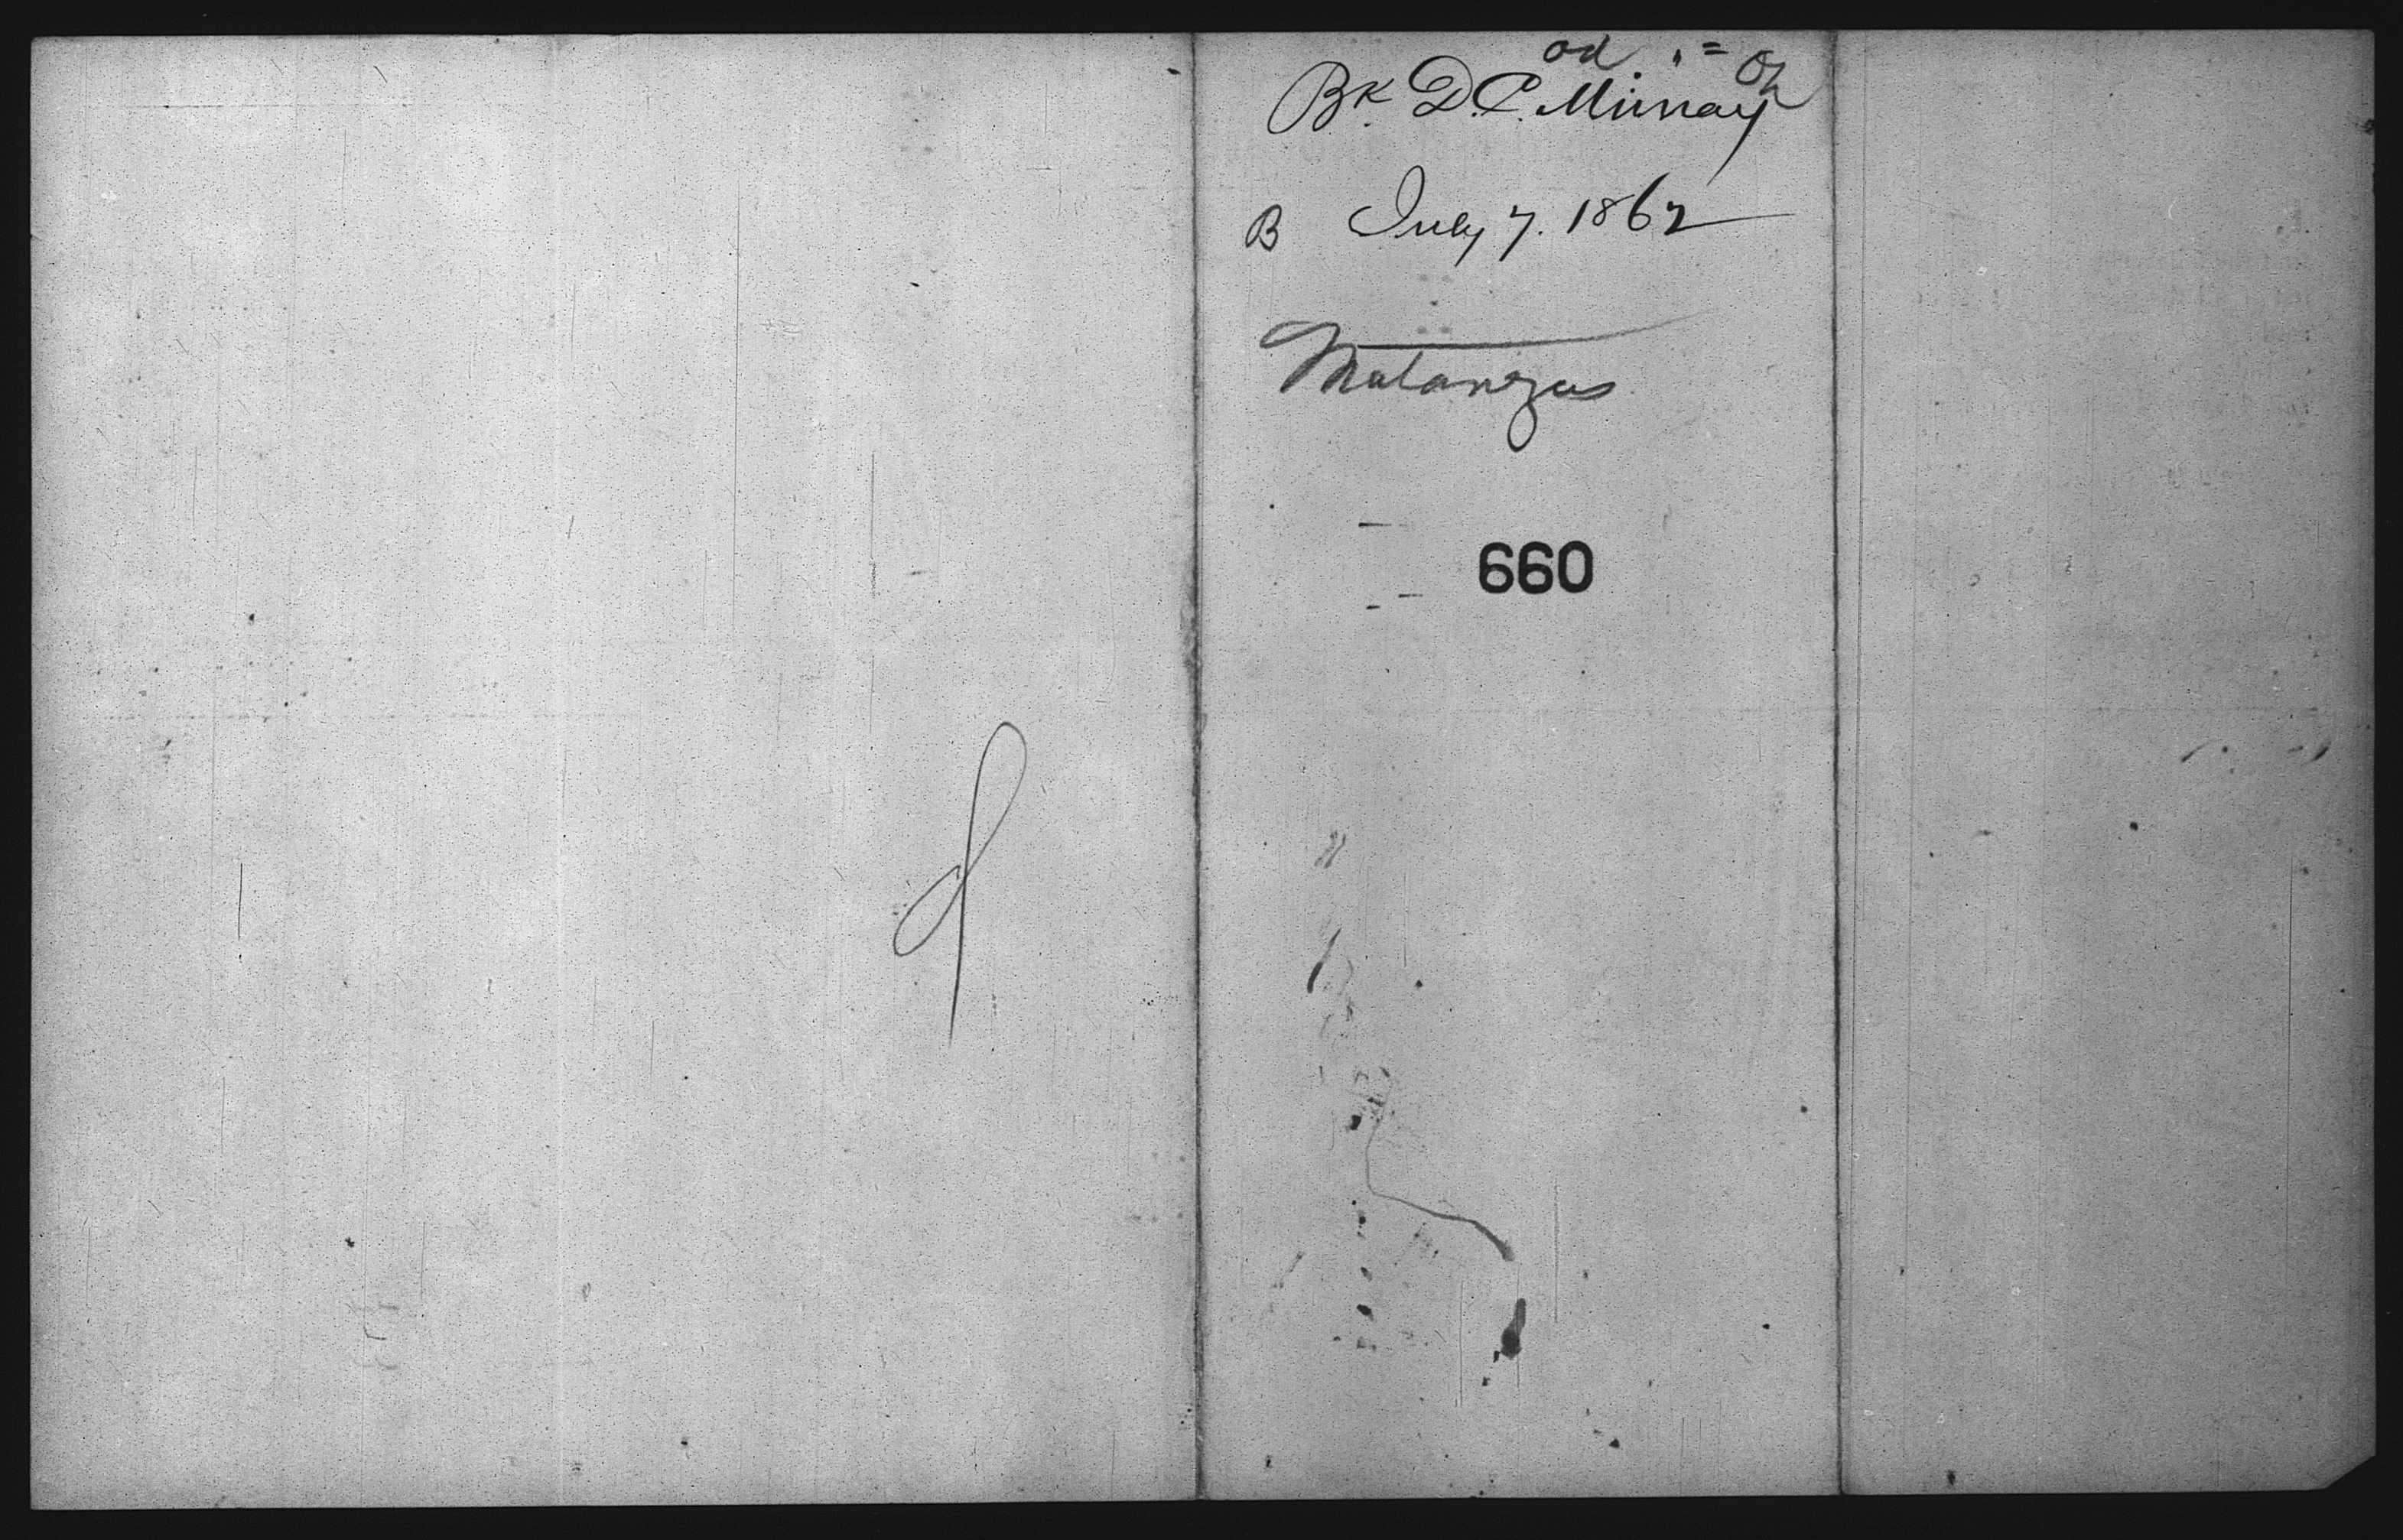 Bk. D.C. Murray
B July 7. 1862
Matanzas
660